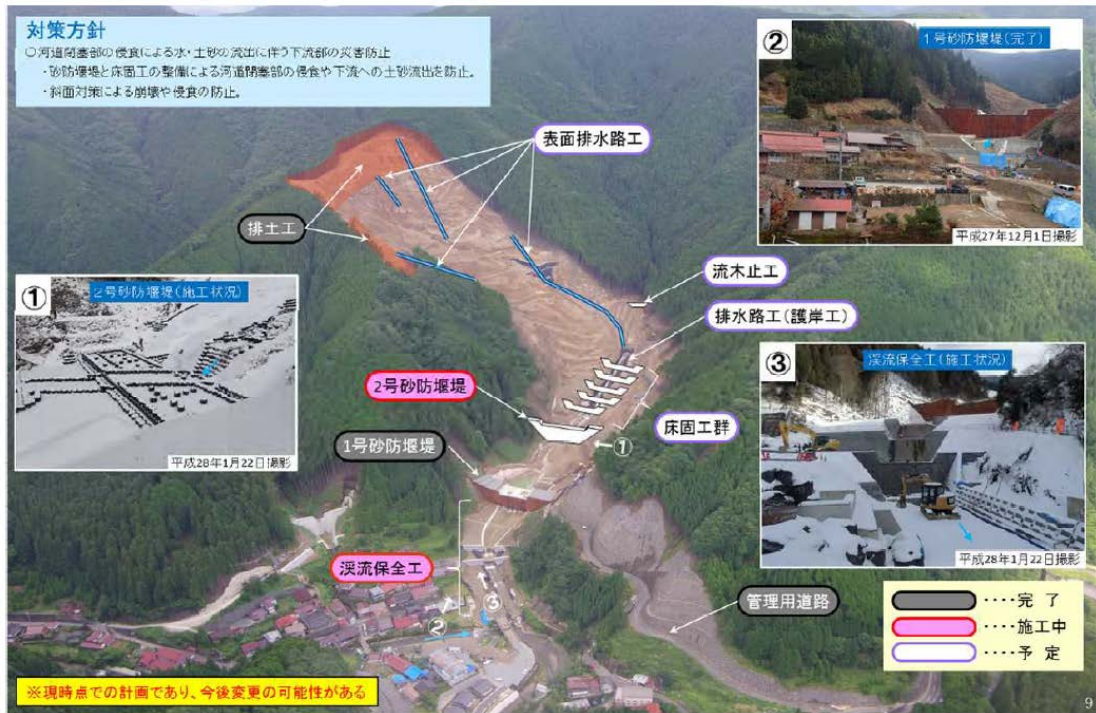 対策方針
○河道閉塞部の侵食による水・土砂の流出に伴う下流部の災害防止
・砂防堰堤と床固工の整備による河道閉塞部の侵食や下流への土砂流出を防止。
・斜面対策による崩壊や侵食の防止。
②
1号砂防堰堤(完了)
平成27年12月1日撮影
表面排水路工
排土工
流木止工
排水路工(護岸工)
①
2号砂防堰堤(施工状況)
平成28年1月22日撮影
2号砂防堰堤
床固工群
①
1号砂防堰堤
③
渓流保全工(施工状況)
平成28年1月22日撮影
渓流保全工
③
②
管理用道路
・・・・完 了
・・・・施工中
・・・・予 定
※現時点での計画であり、今後変更の可能性がある
9